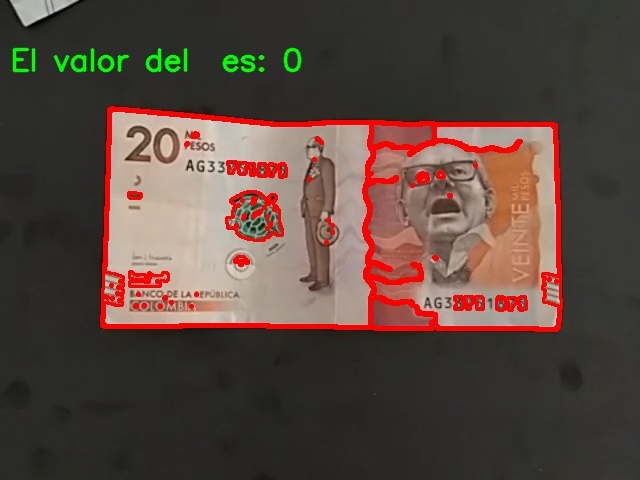 El valor del es: 0
20 MIL
PESOS
AG33
BANCO DE LA REPÚBLICA
COLOMBIA
VEINTE MIL
PESOS
AG33